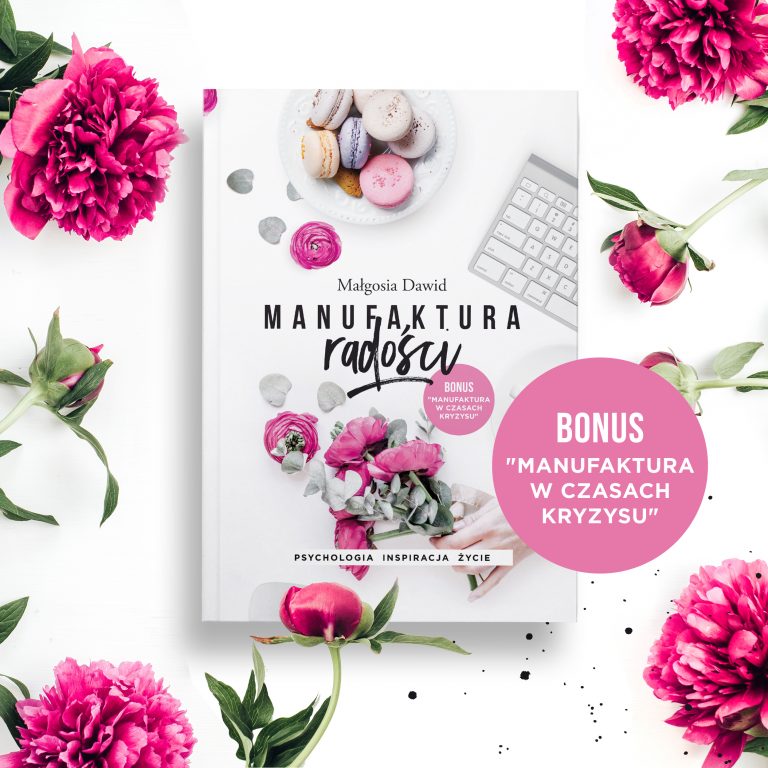 Małgosia Dawid
MANUFAKTURA
radości
BONUS
"MANUFAKTURA
W CZASACH
KRYZYSU"
BONUS
"MANUFAKTURA
W CZASACH
KRYZYSU"
PSYCHOLOGIA INSPIRACJA ŻYCIE